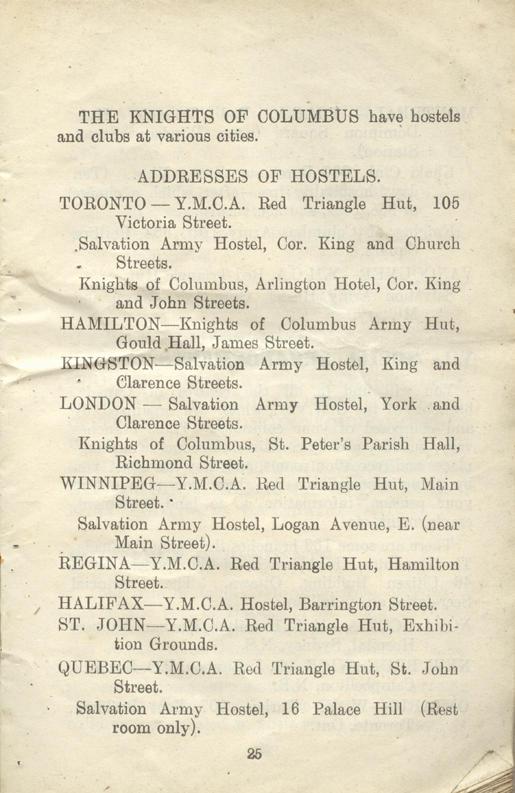 THE KNIGHTS OF COLUMBUS have hostels
and clubs at various cities.
ADDRESSES OF HOSTELS.
TORONTO — Y.M.C.A. Red Triangle Hut, 105
Victoria Street.
Salvation Army Hostel, Cor. King and Church
Streets.
Knights of Columbus, Arlington Hotel, Cor. King
and John Streets.
HAMILTON—Knights of Columbus Army Hut,
Gould Hall, James Street.
KINGSTON—Salvation Army Hostel, King and
Clarence Streets.
LONDON — Salvation Army Hostel, York and
Clarence Streets.
Knights of Columbus, St. Peter's Parish Hall,
Richmond Street.
WINNIPEG—Y.M.C.A. Red Triangle Hut, Main
Street.
Salvation Army Hostel, Logan Avenue, E. (near
Main Street).
REGINA—Y.M.C.A. Red Triangle Hut, Hamilton
Street.
HALIFAX—Y.M.C.A. Hostel, Barrington Street.
ST. JOHN—Y.M.C.A. Red Triangle Hut, Exhibi-
tion Grounds.
QUEBEC—Y.M.C.A. Red Triangle Hut, St. John
Street.
Salvation Army Hostel, 16 Palace Hill (Rest
room only).
25